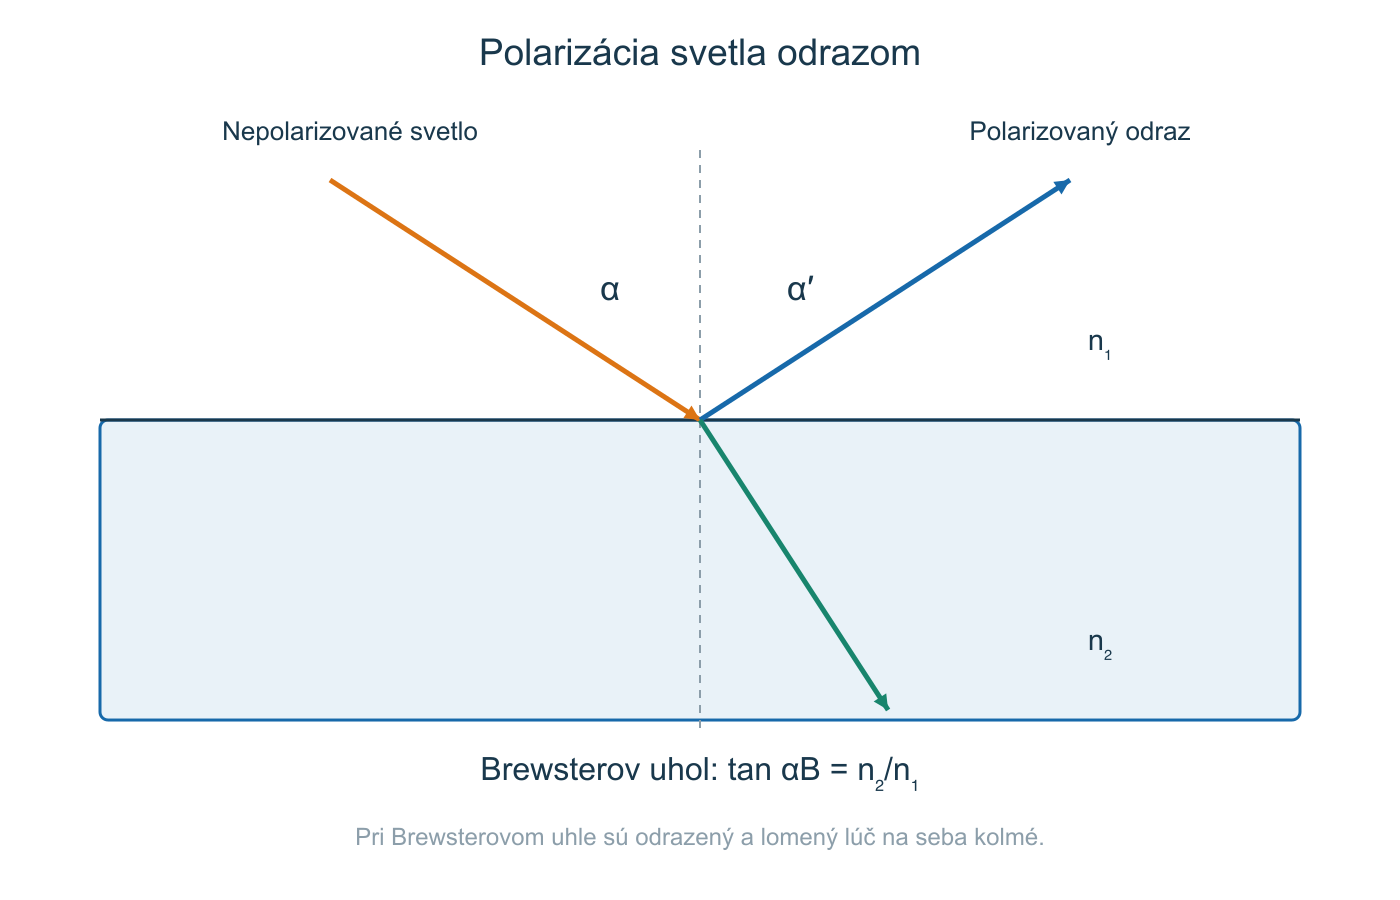 Polarizácia svetla odrazom
Nepolarizované svetlo
Polarizovaný odraz
α
α′
n₁
n₂
Brewsterov uhol: tan αB = n₂/n₁
Pri Brewsterovom uhle sú odrazený a lomený lúč na seba kolmé.